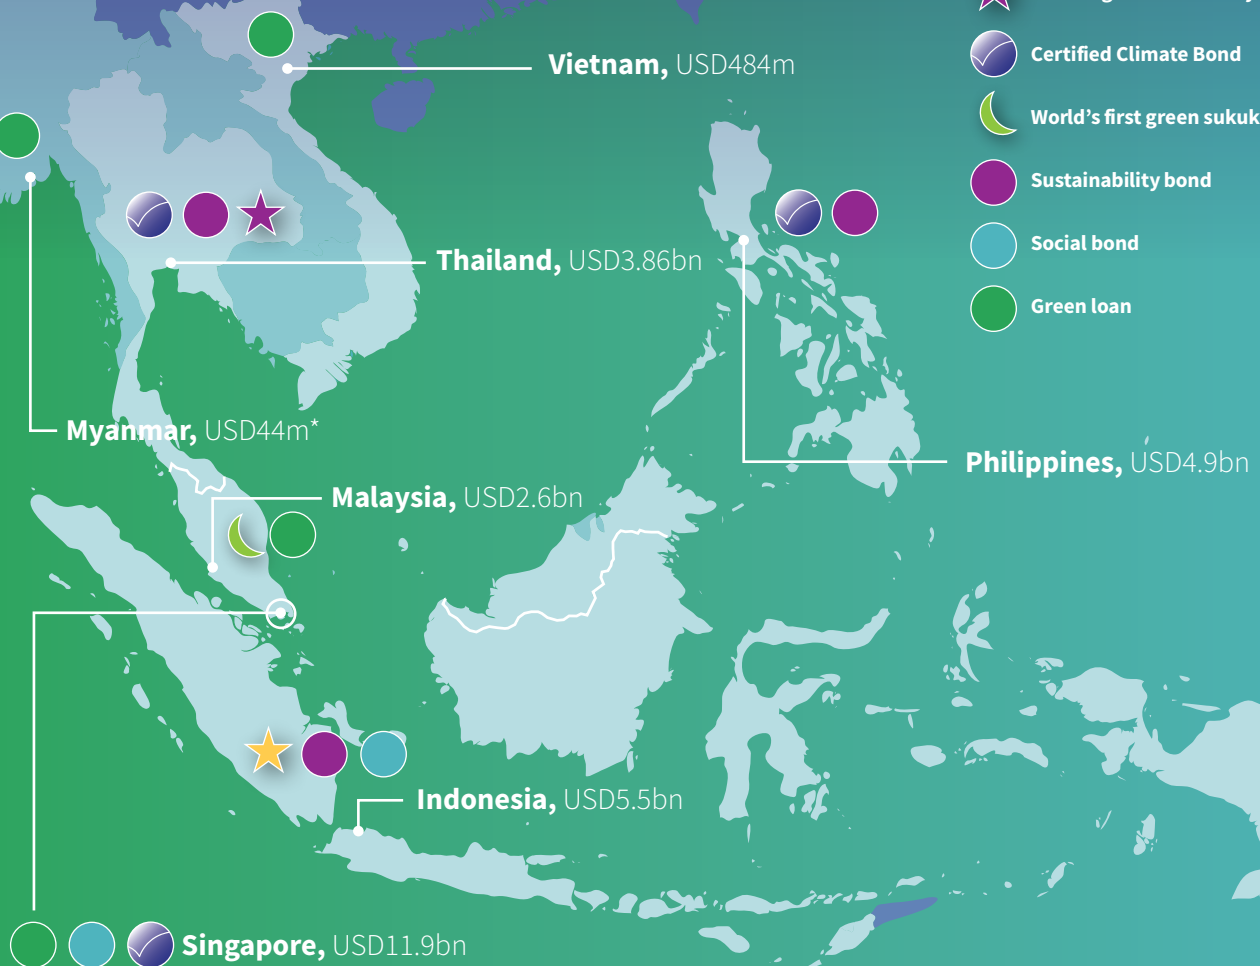 Vietnam, USD484m
Certified Climate Bond
World's first green sukuk
Sustainability bond
Social bond
Green loan
Thailand, USD3.86bn
Myanmar, USD44m*
Philippines, USD4.9bn
Malaysia, USD2.6bn
Indonesia, USD5.5bn
Singapore, USD11.9bn